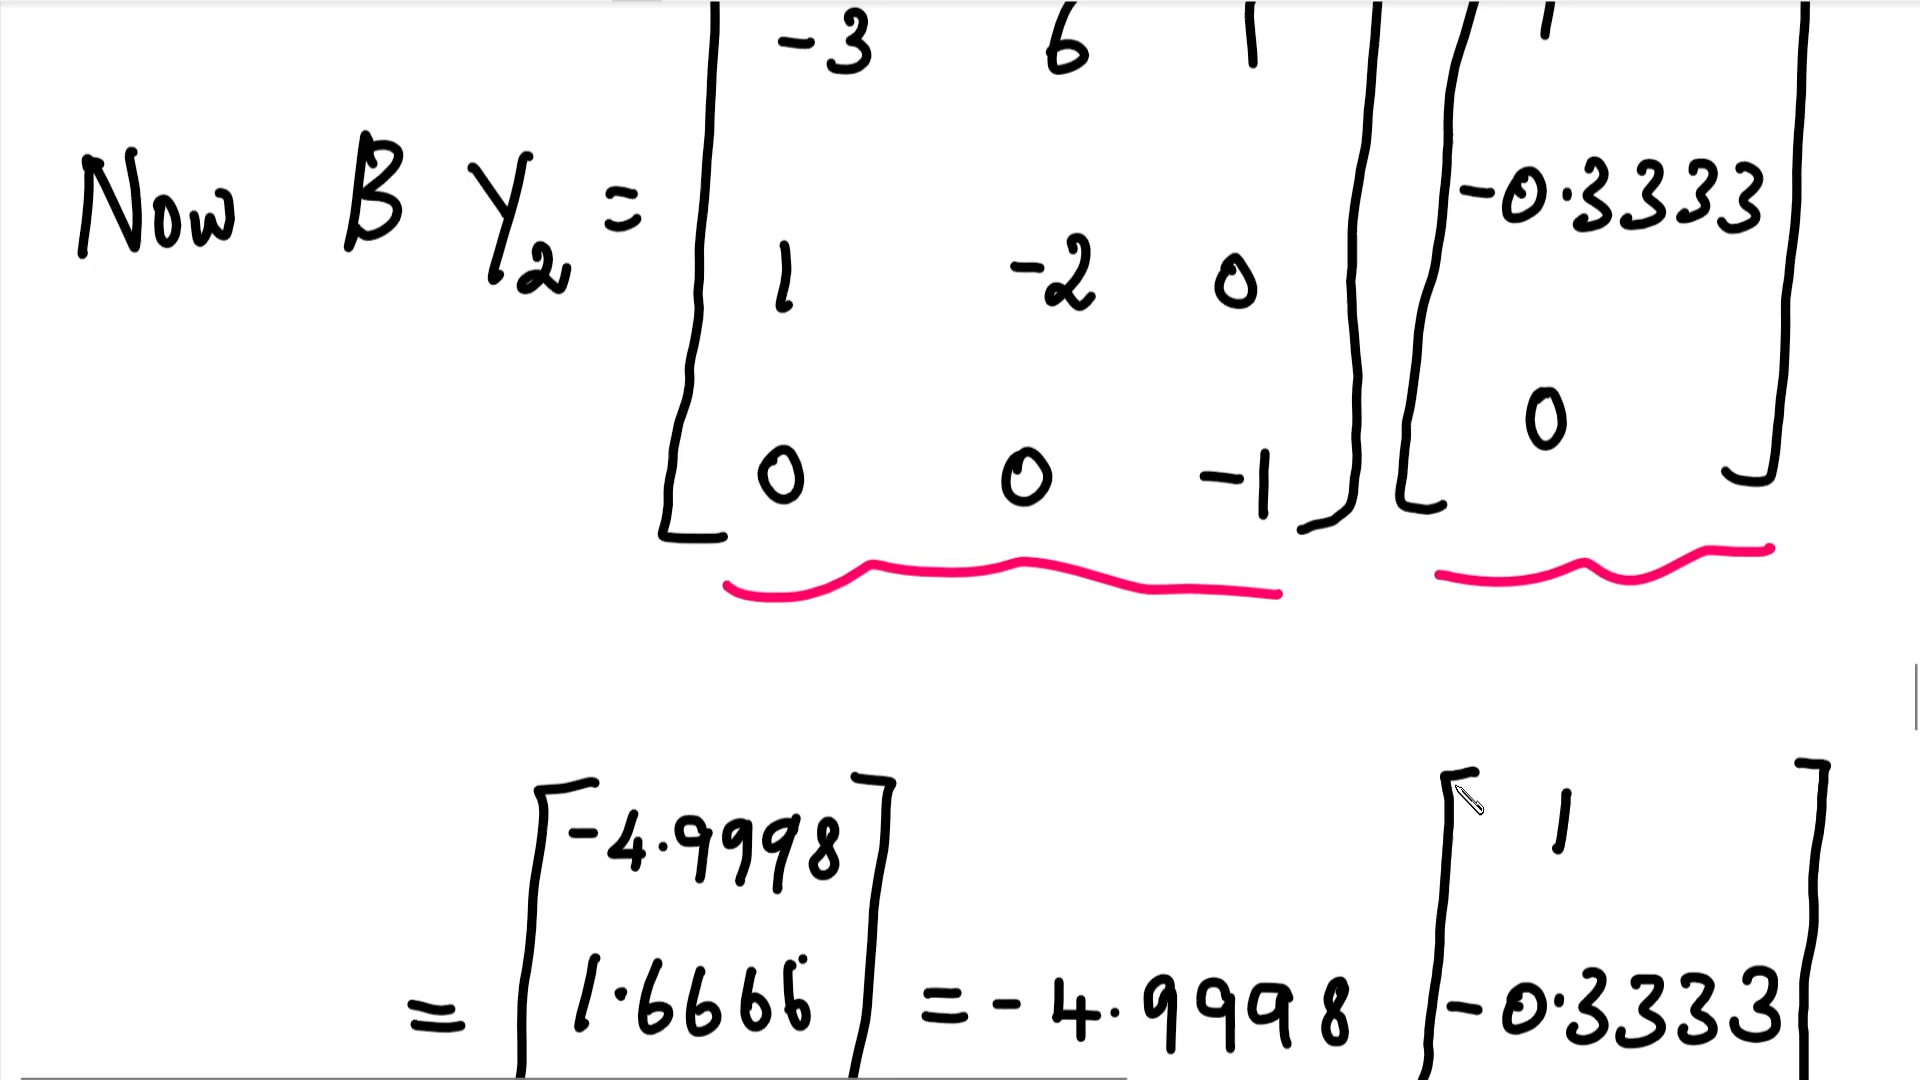 -3 6 1 1
Now B Y₂ = -0.3333
1 -2 0
0
0 0 -1
-4.9998 1
= 1.6666 = -4.9998 -0.3333